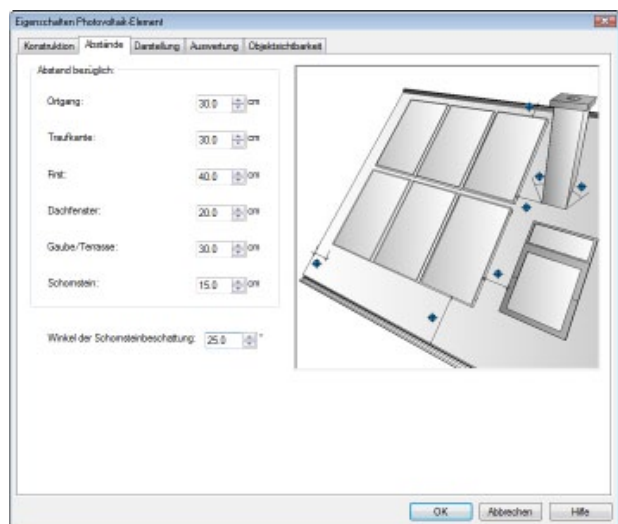 Eigenschaften Photovoltaik-Element
Konstruktion Abstände Darstellung Auswertung Objektsichtbarkeit
Abstand bezüglich:
Ortgang: 30.0 cm
Traufkante: 30.0 cm
First: 40.0 cm
Dachfenster: 20.0 cm
Gaube/Terrasse: 30.0 cm
Schornstein: 15.0 cm
Winkel der Schornsteinbeschattung: 25.0 °
OK Abbrechen Hilfe